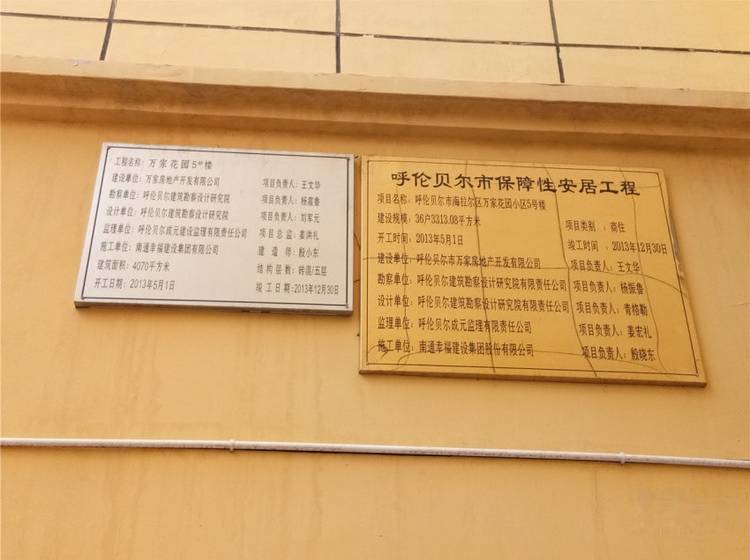 工程名称：万家花园5#楼
建设单位：万家房地产开发有限公司 项目负责人：王文华
勘察单位：呼伦贝尔建筑勘察设计研究院 项目负责人：杨震鲁
设计单位：呼伦贝尔建筑勘察设计研究院 项目负责人：刘军元
监理单位：呼伦贝尔成元建设监理有限责任公司 项目总监：姜洪礼
施工单位：南通幸福建设集团有限公司 建造师：殷小东
建筑面积：4070平方米 结构层数：砖混/五层
开工日期：2013年5月1日 竣工日期：2013年12月30日
呼伦贝尔市保障性安居工程
项目名称：呼伦贝尔市海拉尔区万家花园小区5号楼
建设规模：36户3313.08平方米 项目类别：商住
开工时间：2013年5月1日 竣工时间：2013年12月30日
建设单位：呼伦贝尔市万家房地产开发有限公司 项目负责人：王文华
勘察单位：呼伦贝尔建筑勘察设计研究院有限责任公司 项目负责人：杨振鲁
设计单位：呼伦贝尔建筑勘察设计研究院有限责任公司 项目负责人：青格勒
监理单位：呼伦贝尔成元监理有限责任公司 项目负责人：姜宏礼
施工单位：南通幸福建设集团股份有限公司 项目负责人：殷晓东